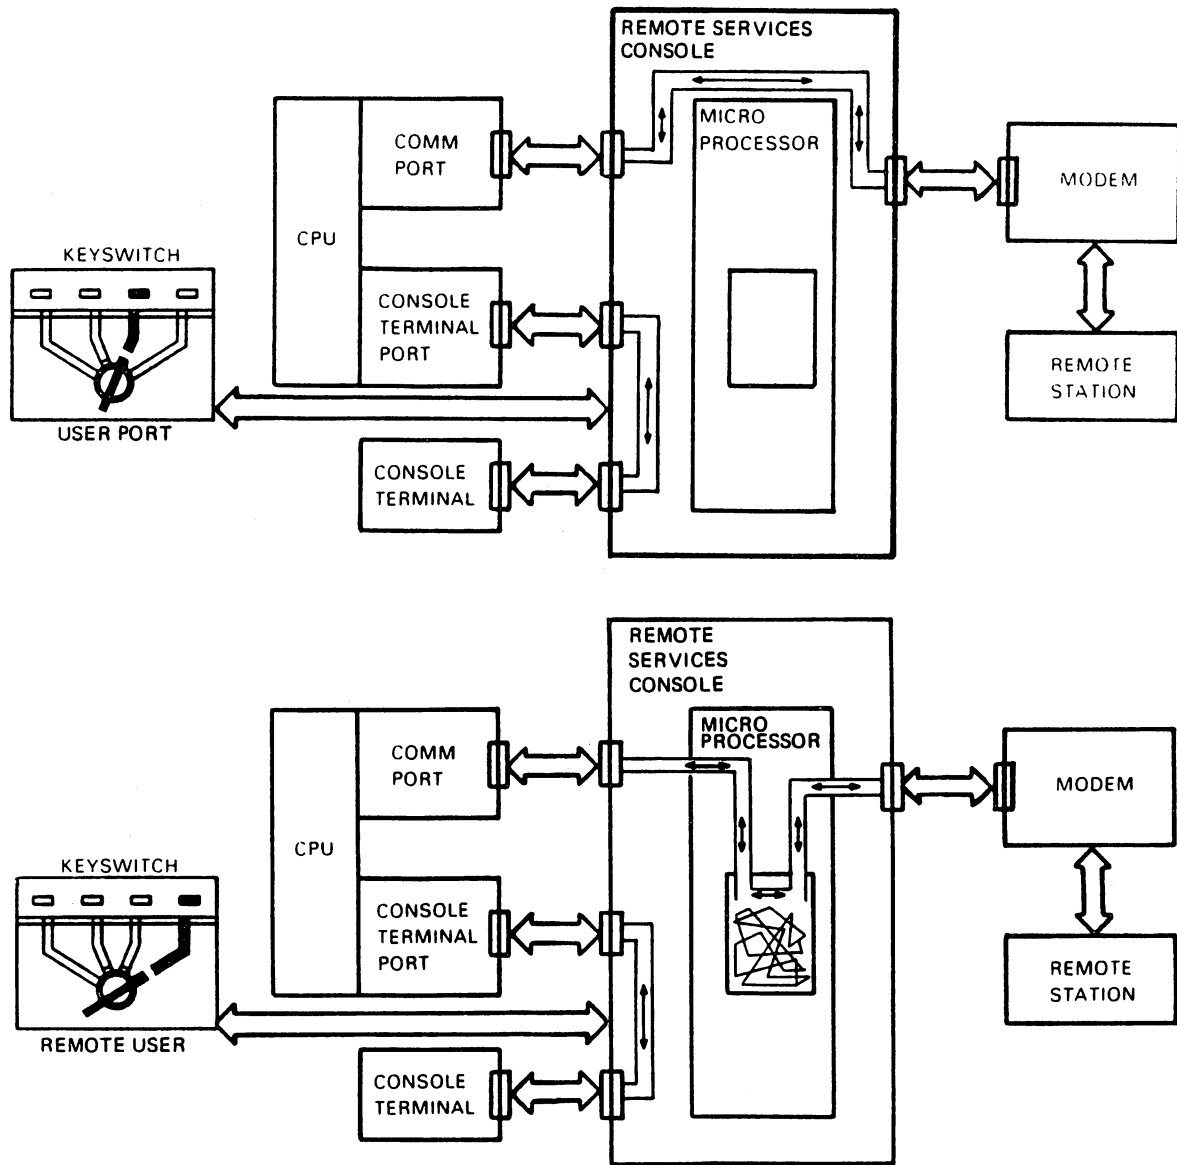 REMOTE SERVICES
CONSOLE
MICRO
PROCESSOR
COMM
PORT
MODEM
CPU
KEYSWITCH
CONSOLE
TERMINAL
PORT
REMOTE
STATION
USER PORT
CONSOLE
TERMINAL
REMOTE
SERVICES
CONSOLE
MICRO
PROCESSOR
COMM
PORT
MODEM
CPU
KEYSWITCH
CONSOLE
TERMINAL
PORT
REMOTE
STATION
REMOTE USER
CONSOLE
TERMINAL